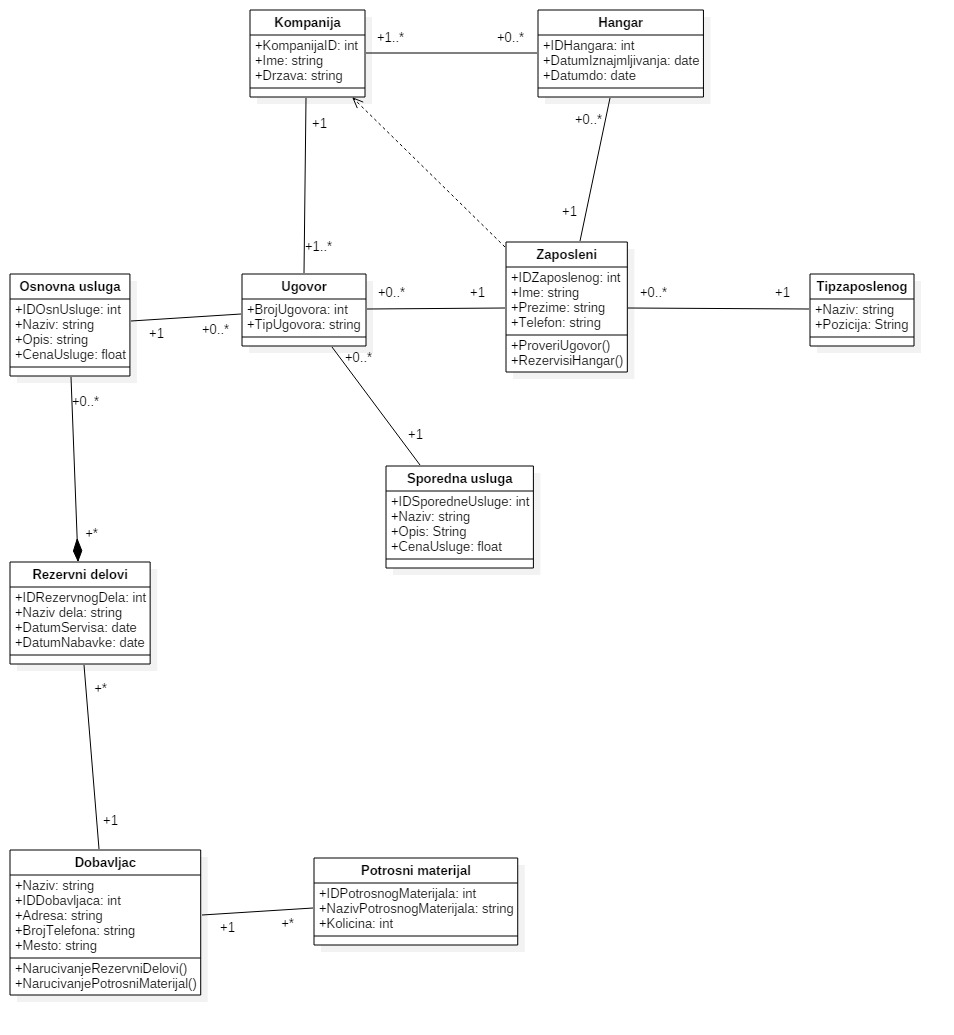 Kompanija
+KompanijaID: int
+Ime: string
+Drzava: string
+1..*
+0..*
Hangar
+IDHangara: int
+DatumIznajmljivanja: date
+Datumdo: date
+1
+0..*
+1..*
+1
Osnovna usluga
+IDOsnUsluge: int
+Naziv: string
+Opis: string
+CenaUsluge: float
+1
+0..*
Ugovor
+BrojUgovora: int
+TipUgovora: string
+0..*
+1
Zaposleni
+IDZaposlenog: int
+Ime: string
+Prezime: string
+Telefon: string
+ProveriUgovor()
+RezervisiHangar()
+0..*
+1
Tipzaposlenog
+Naziv: string
+Pozicija: String
+0..*
+1
Sporedna usluga
+IDSporedneUsluge: int
+Naziv: string
+Opis: String
+CenaUsluge: float
+0..*
+*
Rezervni delovi
+IDRezervnogDela: int
+Naziv dela: string
+DatumServisa: date
+DatumNabavke: date
+*
+1
Dobavljac
+Naziv: string
+IDDobavljaca: int
+Adresa: string
+BrojTelefona: string
+Mesto: string
+NarucivanjeRezervniDelovi()
+NarucivanjePotrosniMaterijal()
+1
+*
Potrosni materijal
+IDPotrosnogMaterijala: int
+NazivPotrosnogMaterijala: string
+Kolicina: int